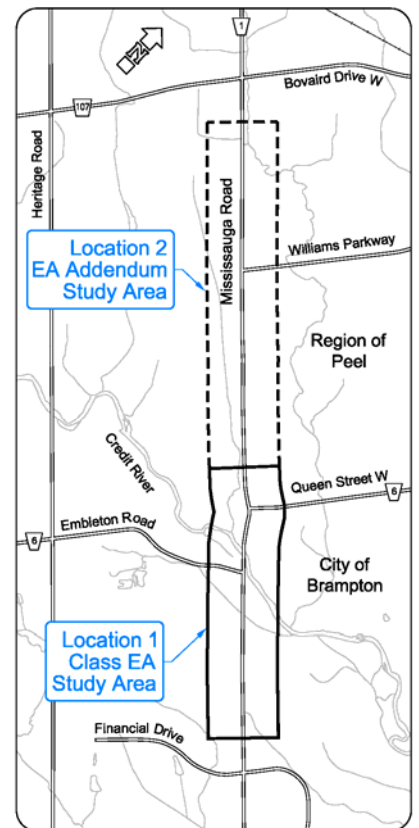 N
1
Bovaird Drive W
107
Heritage Road
Mississauga Road
Location 2
EA Addendum
Study Area
Williams Parkway
Region of
Peel
Credit River
Queen Street W
6
Embleton Road
6
City of
Brampton
Location 1
Class EA
Study Area
Financial Drive